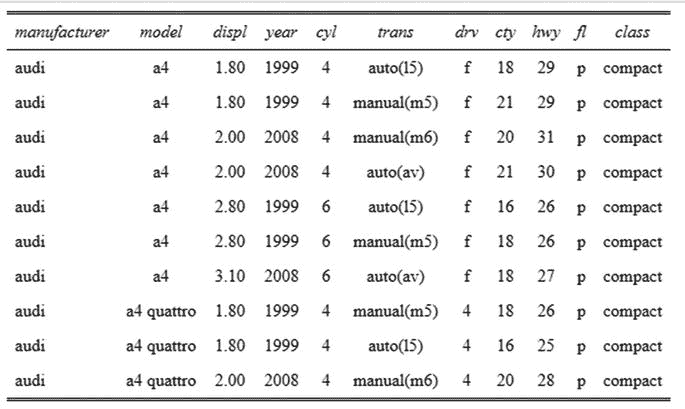 manufacturer model displ year cyl trans drv cty hwy fl class
audi a4 1.80 1999 4 auto(l5) f 18 29 p compact
audi a4 1.80 1999 4 manual(m5) f 21 29 p compact
audi a4 2.00 2008 4 manual(m6) f 20 31 p compact
audi a4 2.00 2008 4 auto(av) f 21 30 p compact
audi a4 2.80 1999 6 auto(l5) f 16 26 p compact
audi a4 2.80 1999 6 manual(m5) f 18 26 p compact
audi a4 3.10 2008 6 auto(av) f 18 27 p compact
audi a4 quattro 1.80 1999 4 manual(m5) 4 18 26 p compact
audi a4 quattro 1.80 1999 4 auto(l5) 4 16 25 p compact
audi a4 quattro 2.00 2008 4 manual(m6) 4 20 28 p compact